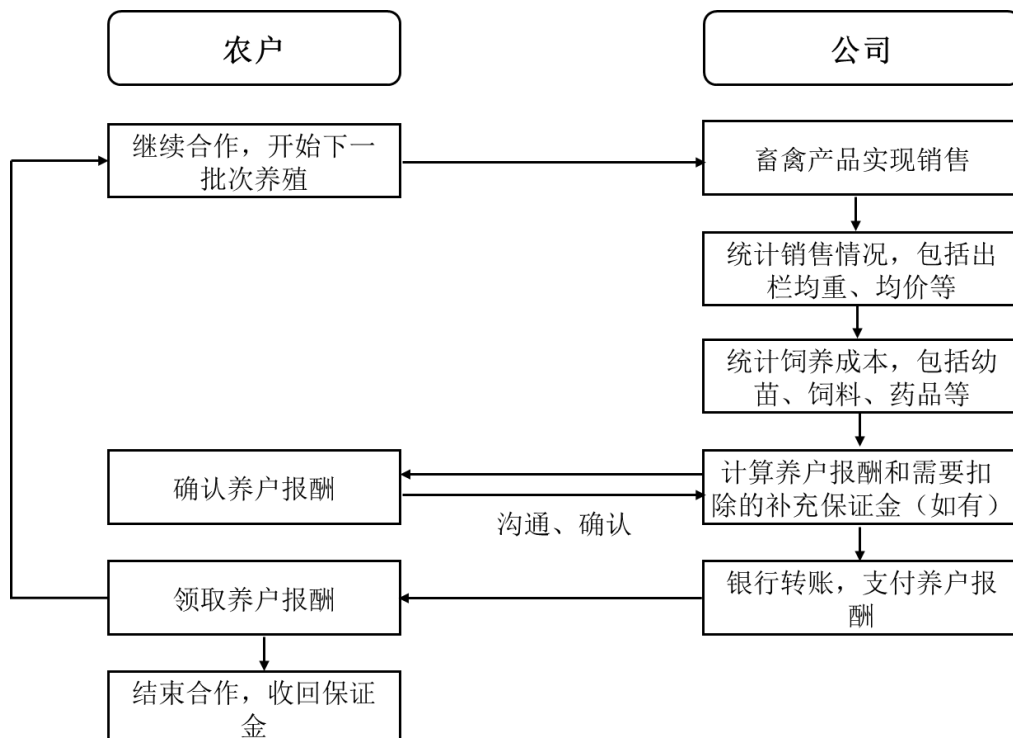 农户
公司
继续合作，开始下一
批次养殖
畜禽产品实现销售
统计销售情况，包括出
栏均重、均价等
统计饲养成本，包括幼
苗、饲料、药品等
确认养户报酬
计算养户报酬和需要扣
除的补充保证金（如有）
沟通、确认
领取养户报酬
银行转账，支付养户报
酬
结束合作，收回保证
金